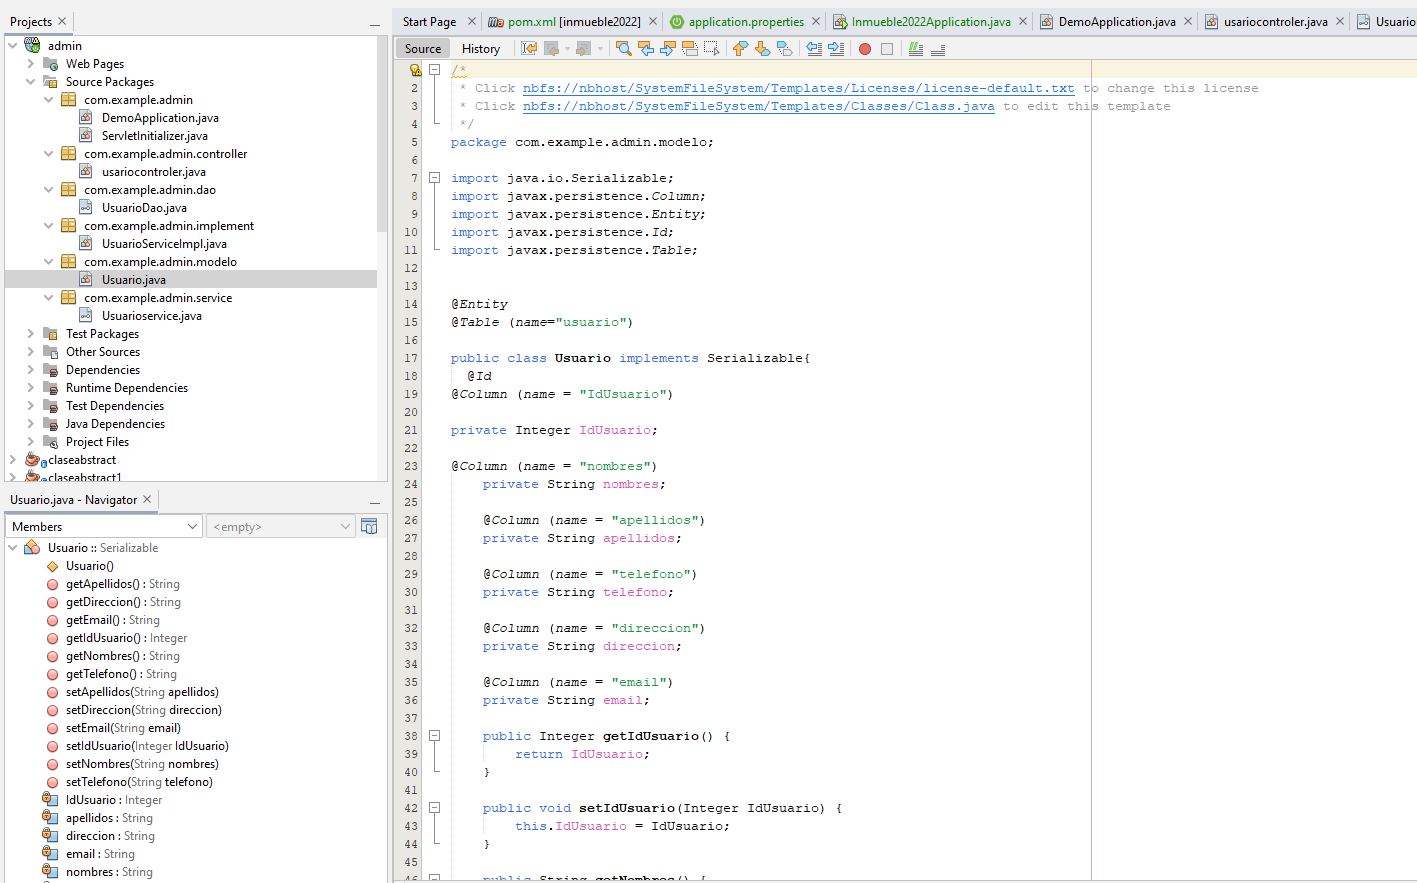 Projects
admin
Web Pages
Source Packages
com.example.admin
DemoApplication.java
ServletInitializer.java
com.example.admin.controller
usariocontroler.java
com.example.admin.dao
UsuarioDao.java
com.example.admin.implement
UsuarioServiceImpl.java
com.example.admin.modelo
Usuario.java
com.example.admin.service
Usuarioservice.java
Test Packages
Other Sources
Dependencies
Runtime Dependencies
Test Dependencies
Java Dependencies
Project Files
claseabstract
claseabstract1
Usuario.java - Navigator
Members
<empty>
Usuario :: Serializable
Usuario()
getApellidos() : String
getDireccion() : String
getEmail() : String
getIdUsuario() : Integer
getNombres() : String
getTelefono() : String
setApellidos(String apellidos)
setDireccion(String direccion)
setEmail(String email)
setIdUsuario(Integer IdUsuario)
setNombres(String nombres)
setTelefono(String telefono)
IdUsuario : Integer
apellidos : String
direccion : String
email : String
nombres : String
Start Page pom.xml [inmueble2022] application.properties Inmueble2022Application.java DemoApplication.java usariocontroler.java Usuario
Source History
/*
2 * Click nbfs://nbhost/SystemFileSystem/Templates/Licenses/license-default.txt to change this license
3 * Click nbfs://nbhost/SystemFileSystem/Templates/Classes/Class.java to edit this template
4 */
5 package com.example.admin.modelo;
6
7 import java.io.Serializable;
8 import javax.persistence.Column;
9 import javax.persistence.Entity;
10 import javax.persistence.Id;
11 import javax.persistence.Table;
12
13
14 @Entity
15 @Table (name="usuario")
16
17 public class Usuario implements Serializable{
18 @Id
19 @Column (name = "IdUsuario")
20
21 private Integer IdUsuario;
22
23 @Column (name = "nombres")
24 private String nombres;
25
26 @Column (name = "apellidos")
27 private String apellidos;
28
29 @Column (name = "telefono")
30 private String telefono;
31
32 @Column (name = "direccion")
33 private String direccion;
34
35 @Column (name = "email")
36 private String email;
37
38 public Integer getIdUsuario() {
39 return IdUsuario;
40 }
41
42 public void setIdUsuario(Integer IdUsuario) {
43 this.IdUsuario = IdUsuario;
44 }
45
46 public String getNombres() {